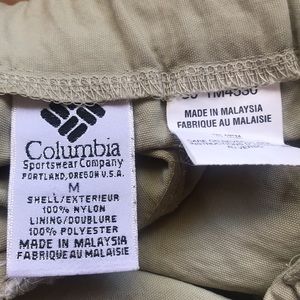 Columbia
Sportswear Company
PORTLAND, OREGON U.S.A.
M
SHELL/EXTERIEUR
100% NYLON
LINING/DOUBLURE
100% POLYESTER
MADE IN MALAYSIA
FABRIQUE AU MALAISIE
MADE IN MALAYSIA
FABRIQUE AU MALAISIE